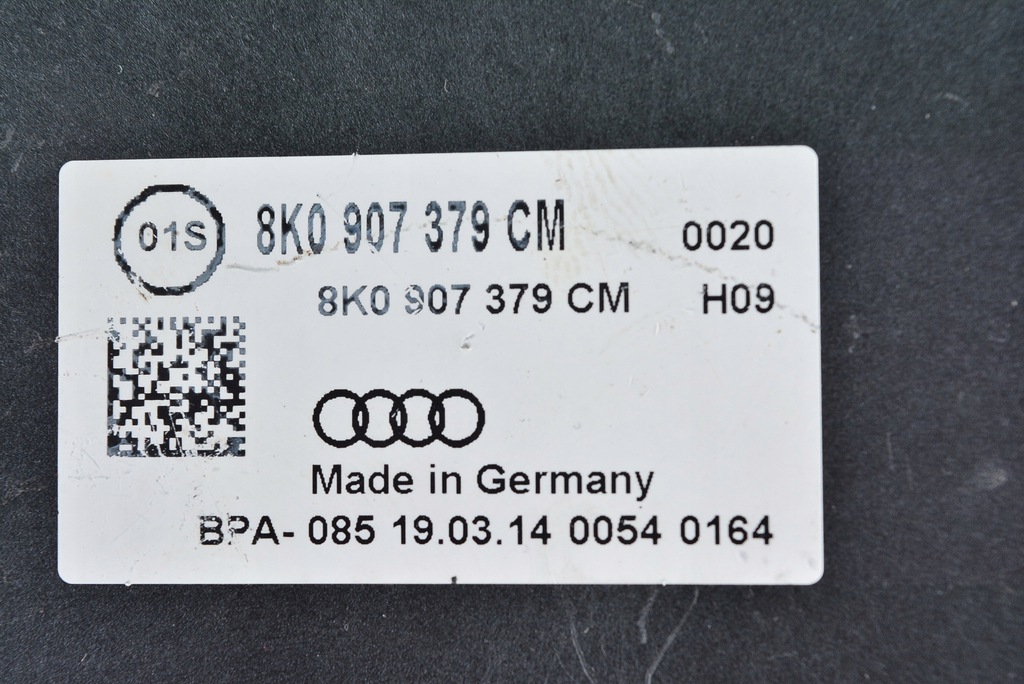 01S 8K0 907 379 CM 0020
8K0 907 379 CM H09
Made in Germany
BPA- 085 19.03.14 0054 0164